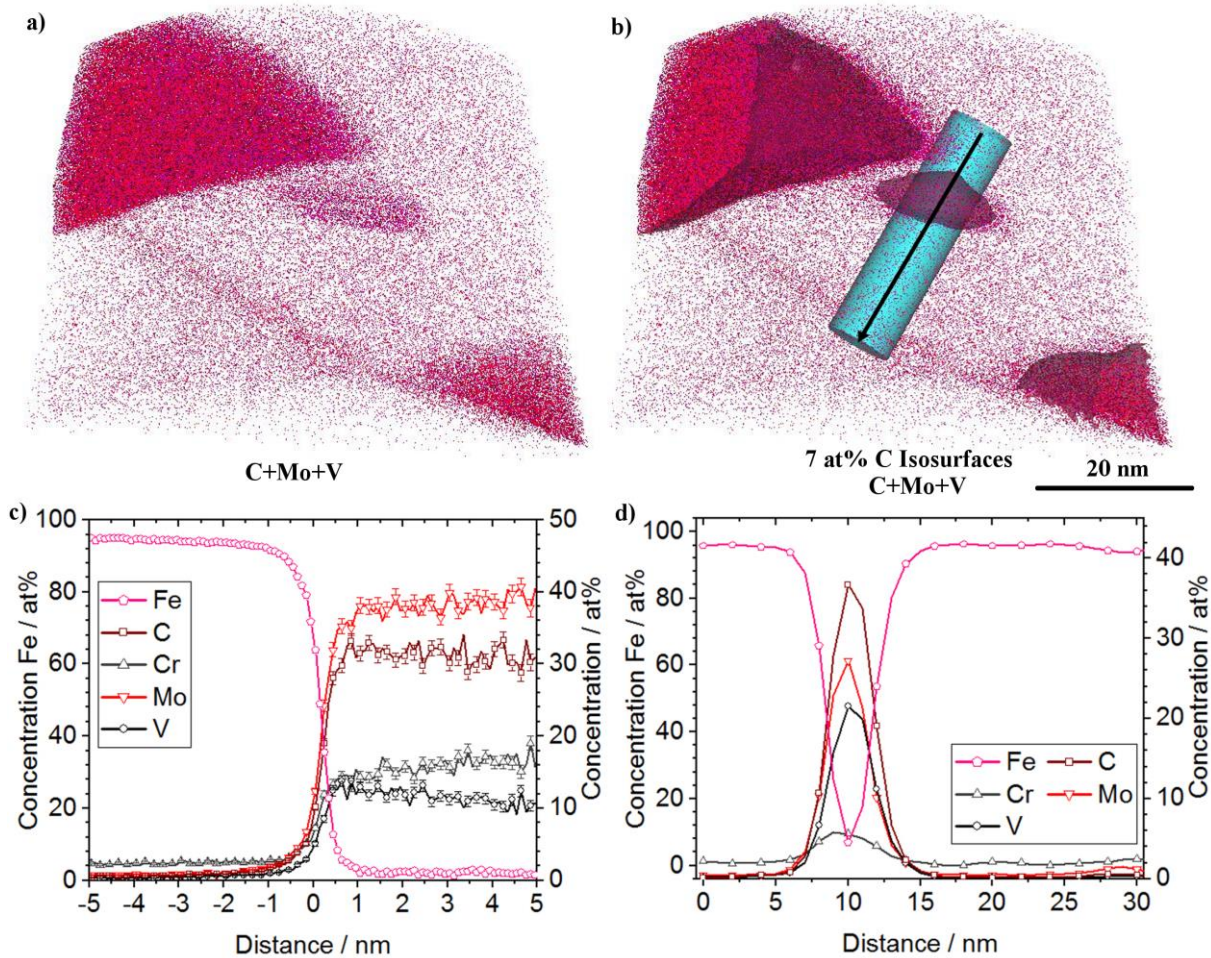 a)
b)
C+Mo+V
7 at% C Isosurfaces
C+Mo+V
20 nm
c)
100
80
60
40
20
0
Concentration Fe / at%
Fe
C
Cr
Mo
V
50
40
30
20
10
0
Concentration / at%
-5 -4 -3 -2 -1 0 1 2 3 4 5
Distance / nm
d)
100
80
60
40
20
0
Concentration Fe / at%
Fe C
Cr Mo
V
40
30
20
10
0
Concentration / at%
0 5 10 15 20 25 30
Distance / nm